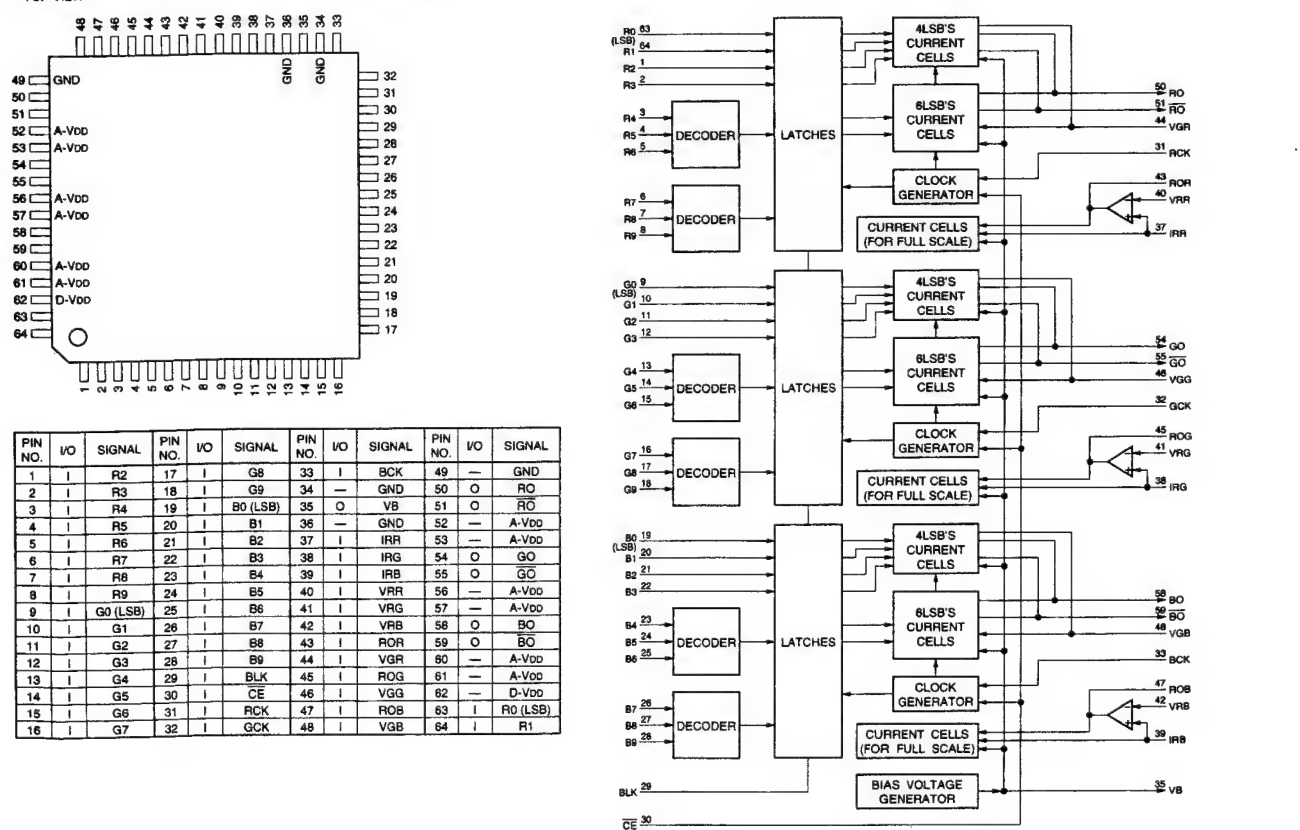 48 47 46 45 44 43 42 41 40 39 38 37 36 35 34 33
49 GND GND GND 32
50 31
51 30
52 A-VDD 29
53 A-VDD 28
54 27
55 26
56 A-VDD 25
57 A-VDD 24
58 23
59 22
60 A-VDD 21
61 A-VDD 20
62 D-VDD 19
63 18
64 17
1 2 3 4 5 6 7 8 9 10 11 12 13 14 15 16
PIN NO. I/O SIGNAL PIN NO. I/O SIGNAL PIN NO. I/O SIGNAL PIN NO. I/O SIGNAL
1 I R2 17 I G8 33 I BCK 49 — GND
2 I R3 18 I G9 34 — GND 50 O RO
3 I R4 19 I B0 (LSB) 35 O VB 51 O R̅O̅
4 I R5 20 I B1 36 — GND 52 — A-VDD
5 I R6 21 I B2 37 I IRR 53 — A-VDD
6 I R7 22 I B3 38 I IRG 54 O GO
7 I R8 23 I B4 39 I IRB 55 O G̅O̅
8 I R9 24 I B5 40 I VRR 56 — A-VDD
9 I G0 (LSB) 25 I B6 41 I VRG 57 — A-VDD
10 I G1 26 I B7 42 I VRB 58 O BO
11 I G2 27 I B8 43 I ROR 59 O B̅O̅
12 I G3 28 I B9 44 I VGR 60 — A-VDD
13 I G4 29 I BLK 45 I ROG 61 — A-VDD
14 I G5 30 I C̅E̅ 46 I VGG 62 — D-VDD
15 I G6 31 I RCK 47 I ROB 63 I R0 (LSB)
16 I G7 32 I GCK 48 I VGB 64 I R1
R0 63
(LSB)
R1 64
R2 1
R3 2
R4 3
R5 4
R6 5
R7 6
R8 7
R9 8
DECODER
DECODER
LATCHES
4LSB'S
CURRENT
CELLS
6LSB'S
CURRENT
CELLS
CLOCK
GENERATOR
CURRENT CELLS
(FOR FULL SCALE)
50 RO
51 R̅O̅
44 VGR
31 RCK
43 ROR
40 VRR
37 IRR
G0 9
(LSB)
G1 10
G2 11
G3 12
G4 13
G5 14
G6 15
G7 16
G8 17
G9 18
DECODER
DECODER
LATCHES
4LSB'S
CURRENT
CELLS
6LSB'S
CURRENT
CELLS
CLOCK
GENERATOR
CURRENT CELLS
(FOR FULL SCALE)
54 GO
55 G̅O̅
46 VGG
32 GCK
45 ROG
41 VRG
38 IRG
B0 19
(LSB)
B1 20
B2 21
B3 22
B4 23
B5 24
B6 25
B7 26
B8 27
B9 28
DECODER
DECODER
LATCHES
4LSB'S
CURRENT
CELLS
6LSB'S
CURRENT
CELLS
CLOCK
GENERATOR
CURRENT CELLS
(FOR FULL SCALE)
58 BO
59 B̅O̅
48 VGB
33 BCK
47 ROB
42 VRB
39 IRB
BLK 29
BIAS VOLTAGE
GENERATOR
35 VB
C̅E̅ 30